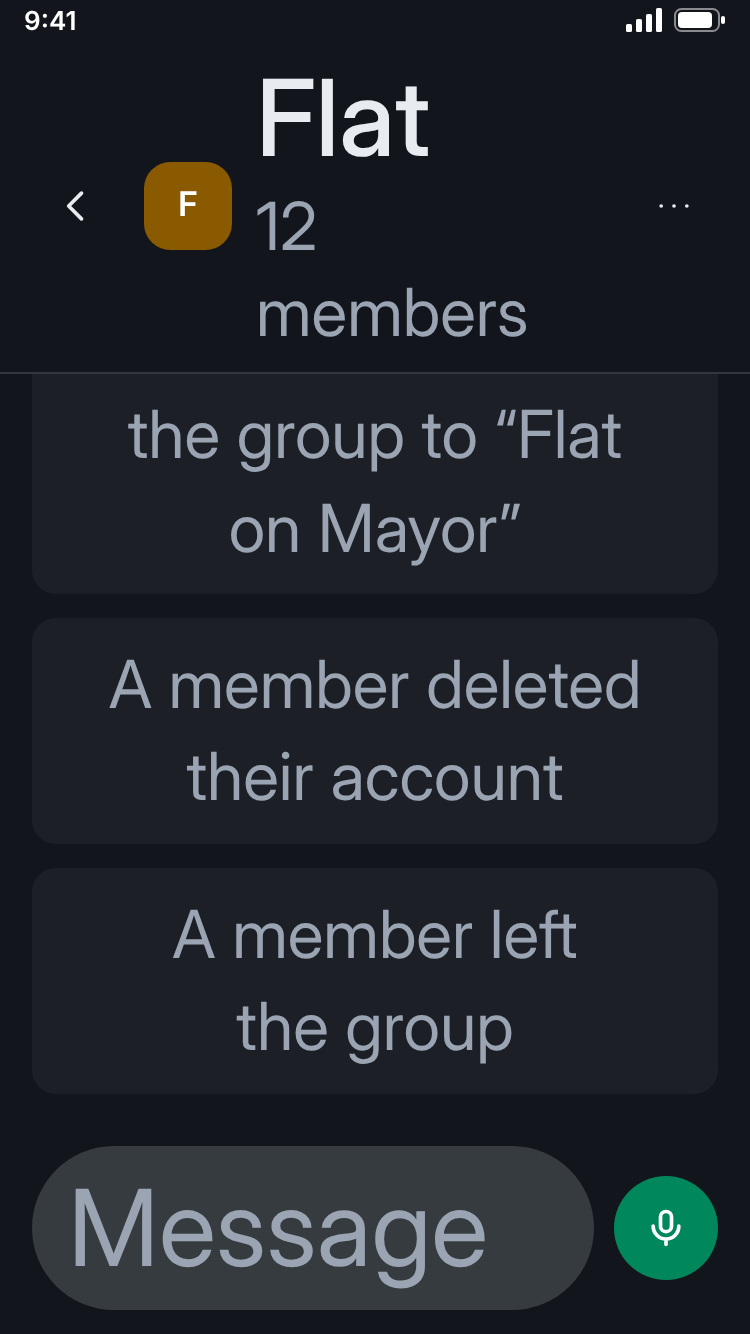 9:41
Flat
F
12
members
the group to “Flat
on Mayor”
A member deleted
their account
A member left
the group
Message